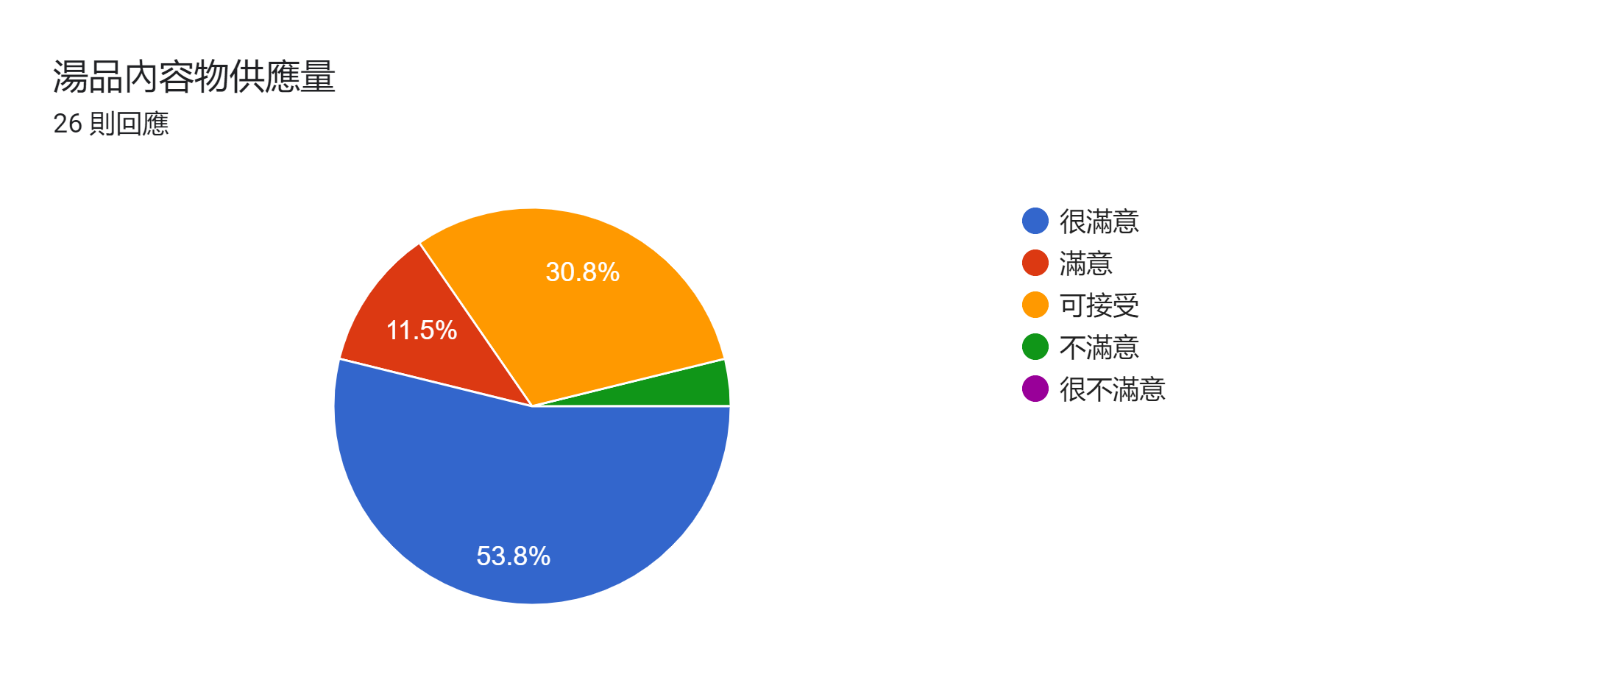 湯品內容物供應量
26 則回應
30.8%
11.5%
53.8%
很滿意
滿意
可接受
不滿意
很不滿意